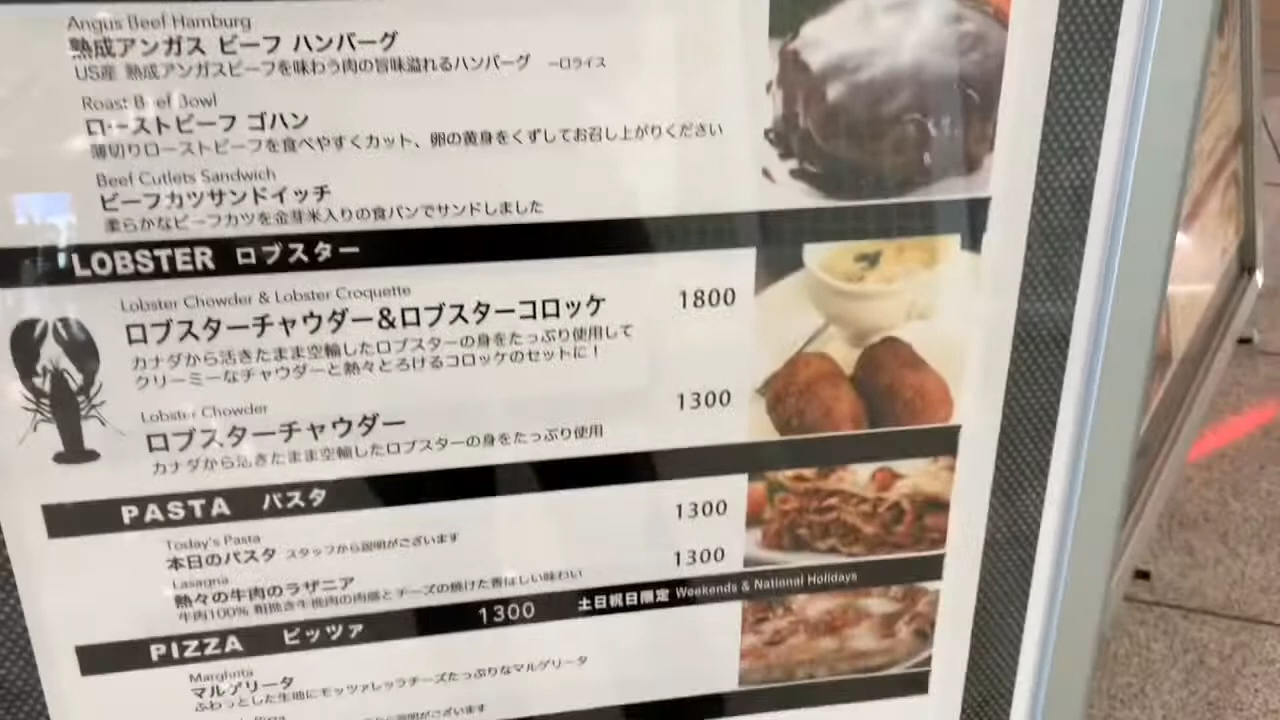 Angus Beef Hamburg
熟成アンガス ビーフ ハンバーグ
US産 熟成アンガスビーフを味わう肉の旨味溢れるハンバーグ 一口ライス
Roast Beef Bowl
ローストビーフ ゴハン
薄切りローストビーフを食べやすくカット、卵の黄身をくずしてお召し上がりください
Beef Cutlets Sandwich
ビーフカツサンドイッチ
柔らかなビーフカツを金芽米入りの食パンでサンドしました
LOBSTER ロブスター
Lobster Chowder & Lobster Croquette
ロブスターチャウダー&ロブスターコロッケ 1800
カナダから活きたまま空輸したロブスターの身をたっぷり使用して
クリーミーなチャウダーと熱々とろけるコロッケのセットに！
Lobster Chowder
ロブスターチャウダー 1300
カナダから活きたまま空輸したロブスターの身をたっぷり使用
PASTA パスタ
Today's Pasta
本日のパスタ スタッフから説明がございます 1300
Lasagna
熱々の牛肉のラザニア 1300
牛肉100% 粗挽き牛挽肉の肉感とチーズの焼けた香ばしい味わい
PIZZA ピッツァ 1300 土日祝日限定 Weekends & National Holidays
Margherita
マルゲリータ
ふわっとした生地にモッツァレッラチーズたっぷりなマルゲリータ
から説明がございます